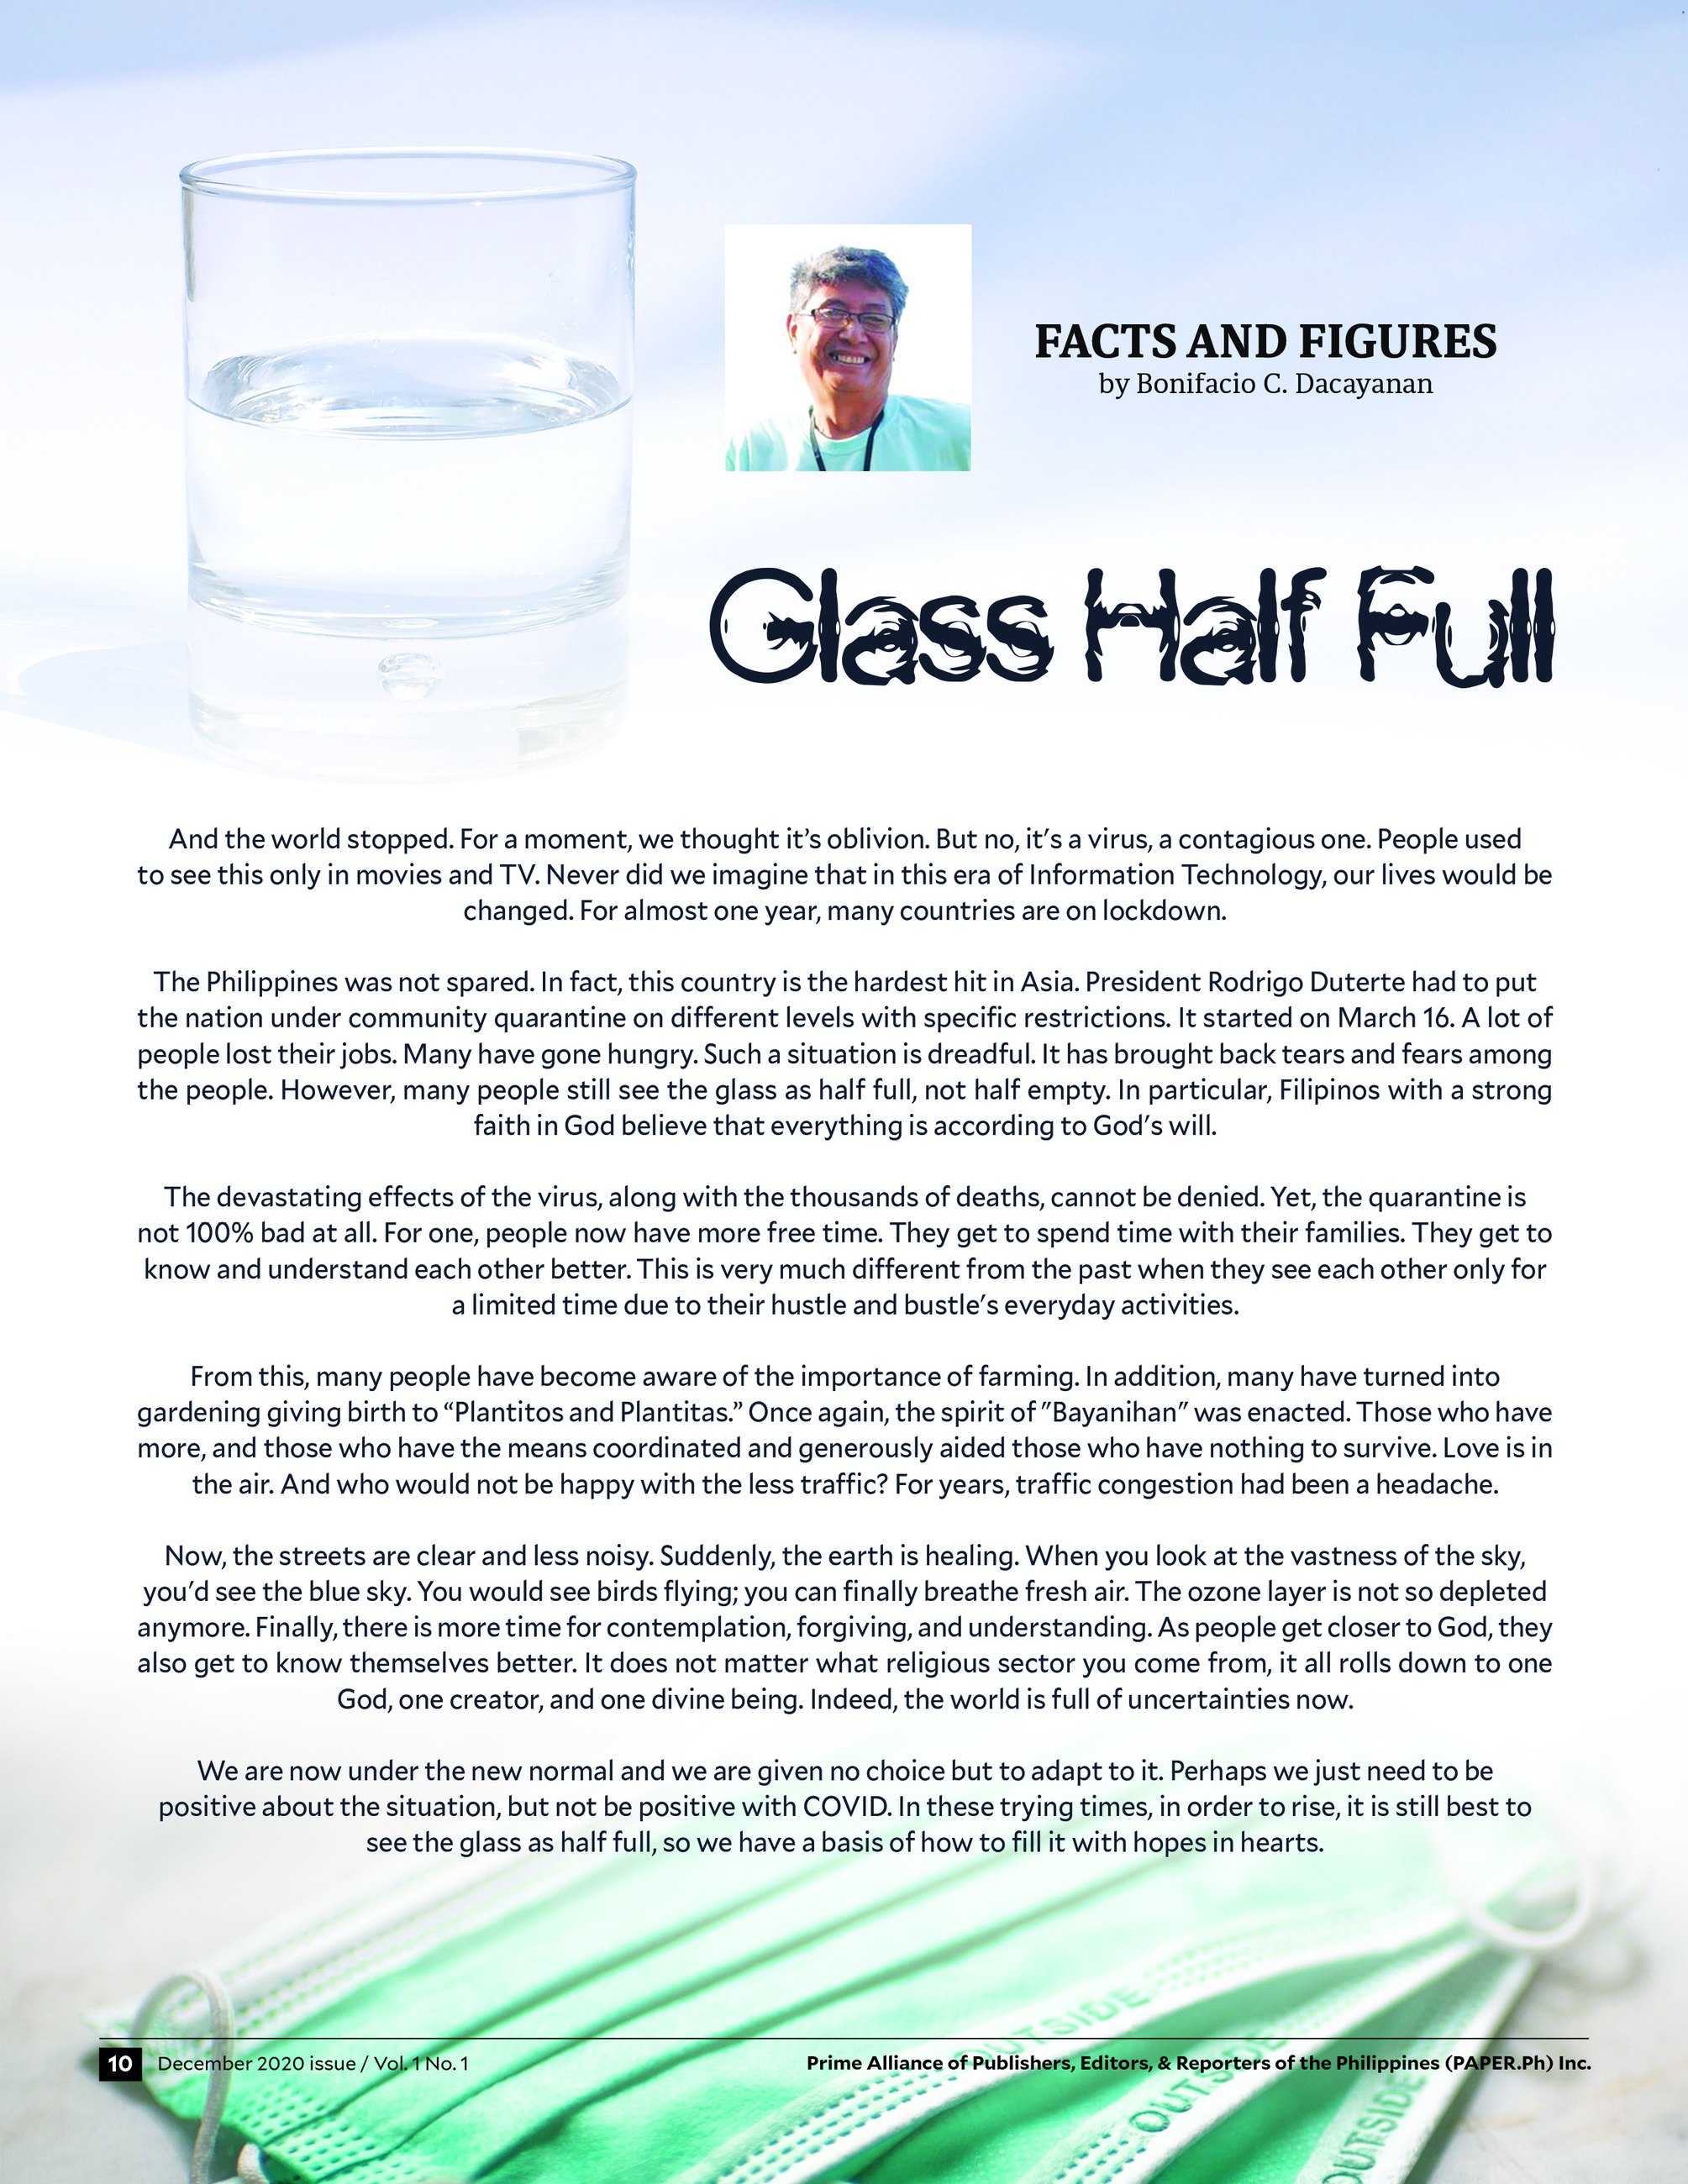 FACTS AND FIGURES
by Bonifacio C. Dacayanan
Glass Half Full
And the world stopped. For a moment, we thought it’s oblivion. But no, it's a virus, a contagious one. People used
to see this only in movies and TV. Never did we imagine that in this era of Information Technology, our lives would be
changed. For almost one year, many countries are on lockdown.
The Philippines was not spared. In fact, this country is the hardest hit in Asia. President Rodrigo Duterte had to put
the nation under community quarantine on different levels with specific restrictions. It started on March 16. A lot of
people lost their jobs. Many have gone hungry. Such a situation is dreadful. It has brought back tears and fears among
the people. However, many people still see the glass as half full, not half empty. In particular, Filipinos with a strong
faith in God believe that everything is according to God's will.
The devastating effects of the virus, along with the thousands of deaths, cannot be denied. Yet, the quarantine is
not 100% bad at all. For one, people now have more free time. They get to spend time with their families. They get to
know and understand each other better. This is very much different from the past when they see each other only for
a limited time due to their hustle and bustle's everyday activities.
From this, many people have become aware of the importance of farming. In addition, many have turned into
gardening giving birth to “Plantitos and Plantitas.” Once again, the spirit of "Bayanihan" was enacted. Those who have
more, and those who have the means coordinated and generously aided those who have nothing to survive. Love is in
the air. And who would not be happy with the less traffic? For years, traffic congestion had been a headache.
Now, the streets are clear and less noisy. Suddenly, the earth is healing. When you look at the vastness of the sky,
you'd see the blue sky. You would see birds flying; you can finally breathe fresh air. The ozone layer is not so depleted
anymore. Finally, there is more time for contemplation, forgiving, and understanding. As people get closer to God, they
also get to know themselves better. It does not matter what religious sector you come from, it all rolls down to one
God, one creator, and one divine being. Indeed, the world is full of uncertainties now.
We are now under the new normal and we are given no choice but to adapt to it. Perhaps we just need to be
positive about the situation, but not be positive with COVID. In these trying times, in order to rise, it is still best to
see the glass as half full, so we have a basis of how to fill it with hopes in hearts.
OUTSIDE
OUTSIDE
OUTSIDE
10 December 2020 issue / Vol. 1 No. 1
Prime Alliance of Publishers, Editors, & Reporters of the Philippines (PAPER.Ph) Inc.